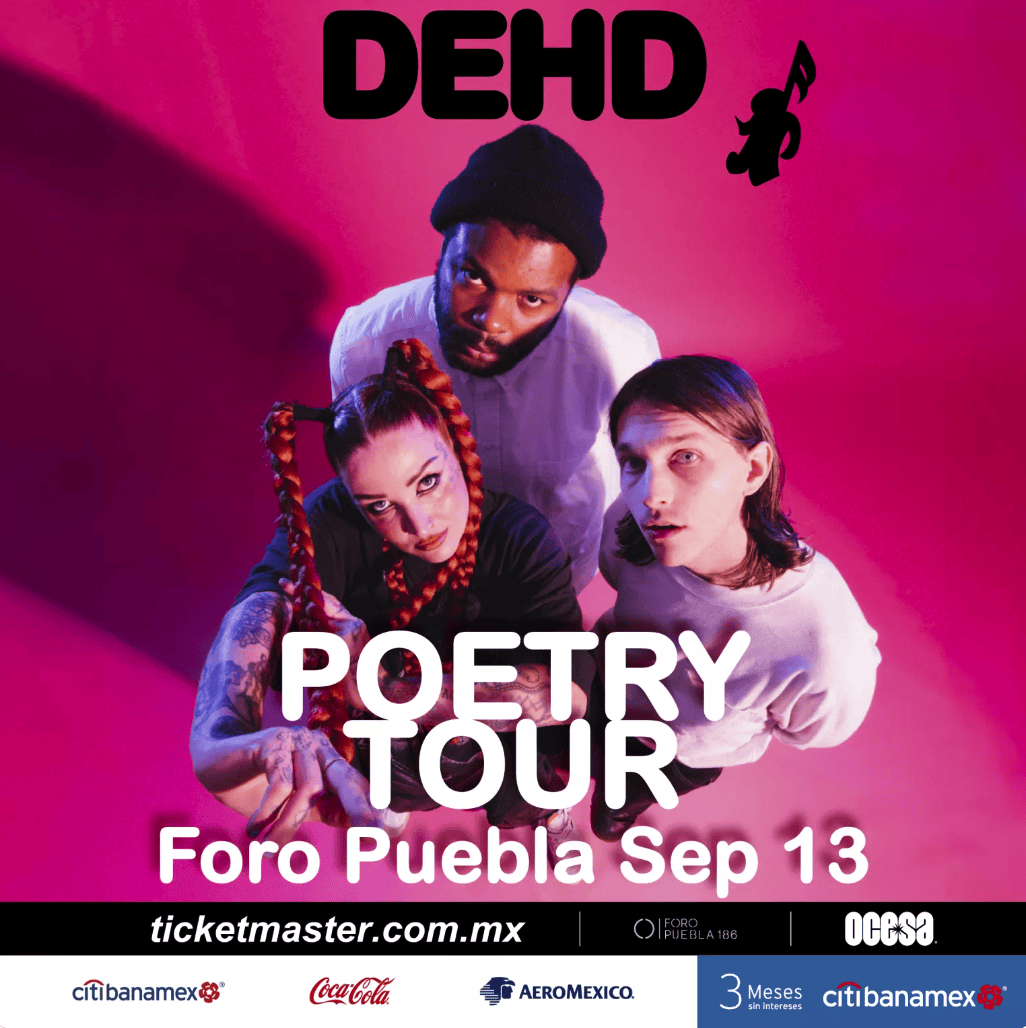 DEHD
POETRY
TOUR
Foro Puebla Sep 13
ticketmaster.com.mx
FORO
PUEBLA 186
OCESA
citibanamex
Coca-Cola
AEROMEXICO.
3 Meses
sin intereses
citibanamex